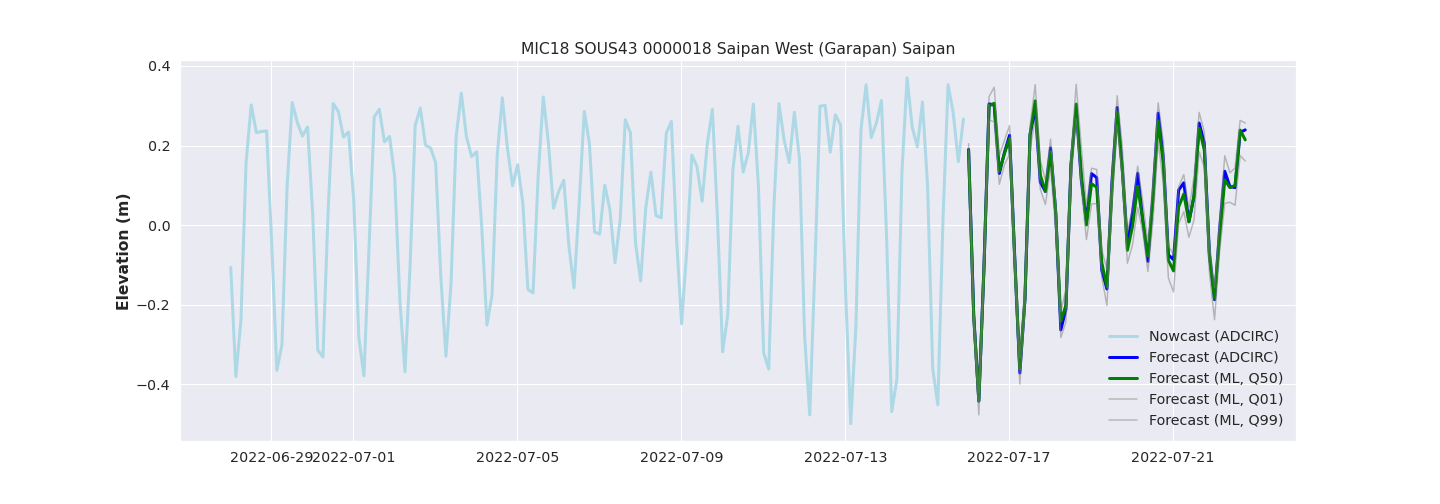 MIC18 SOUS43 0000018 Saipan West (Garapan) Saipan
Elevation (m)
0.4
0.2
0.0
−0.2
−0.4
Nowcast (ADCIRC)
Forecast (ADCIRC)
Forecast (ML, Q50)
Forecast (ML, Q01)
Forecast (ML, Q99)
2022-06-29 2022-07-01 2022-07-05 2022-07-09 2022-07-13 2022-07-17 2022-07-21